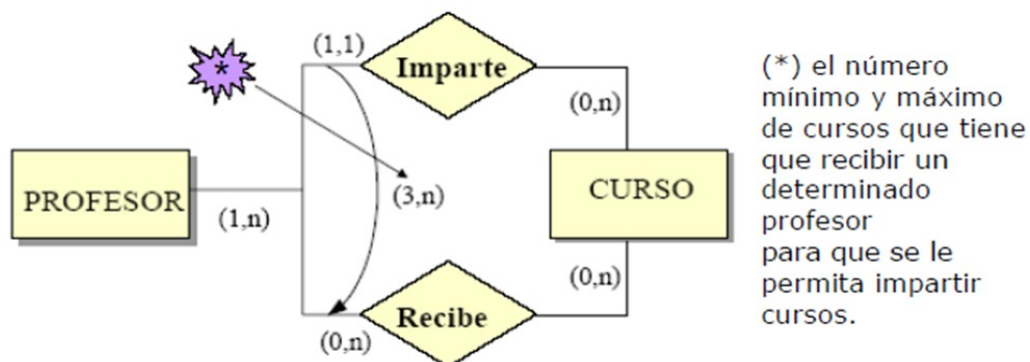 (1,1)
*
Imparte
(0,n)
PROFESOR
(1,n)
(3,n)
CURSO
(0,n)
Recibe
(0,n)
(*) el número
mínimo y máximo
de cursos que tiene
que recibir un
determinado
profesor
para que se le
permita impartir
cursos.